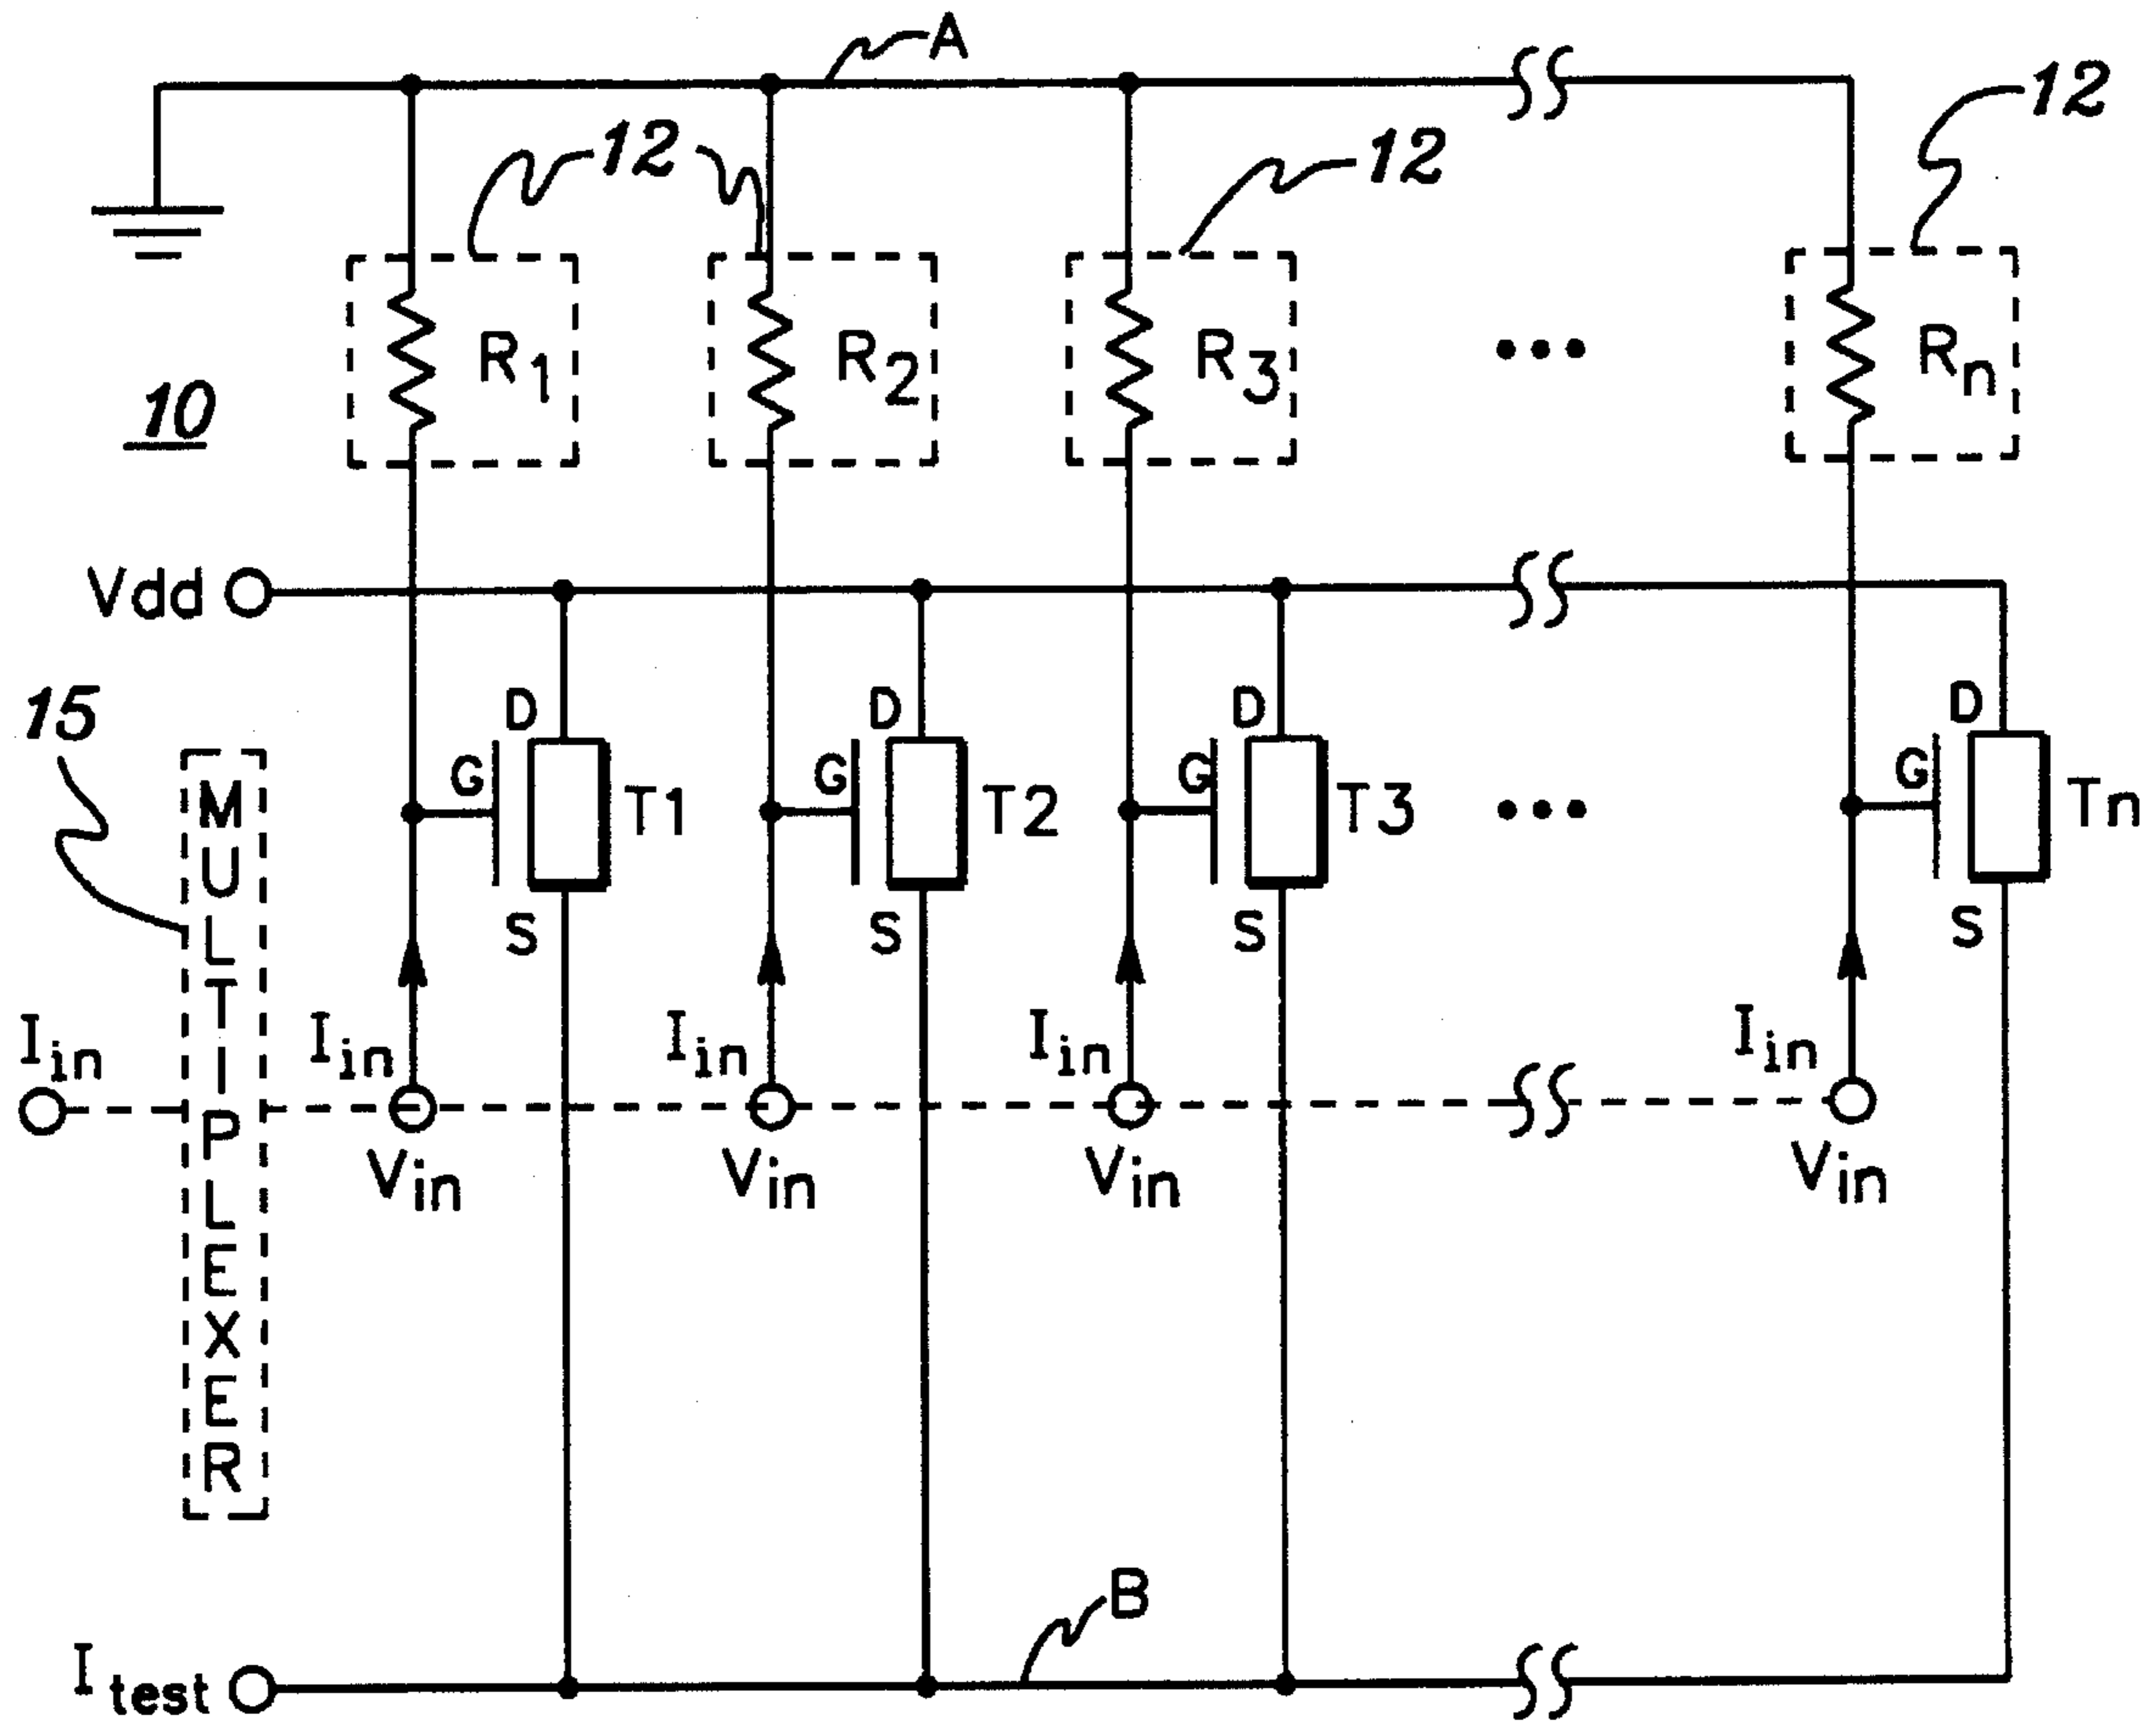 A
12
12
12
R1
R2
R3
...
Rn
10
Vdd
15
D
D
D
D
G
T1
G
T2
G
T3
...
G
Tn
S
S
S
S
MULTIPLEXER
Iin
Iin
Iin
Iin
Iin
Vin
Vin
Vin
Vin
B
Itest